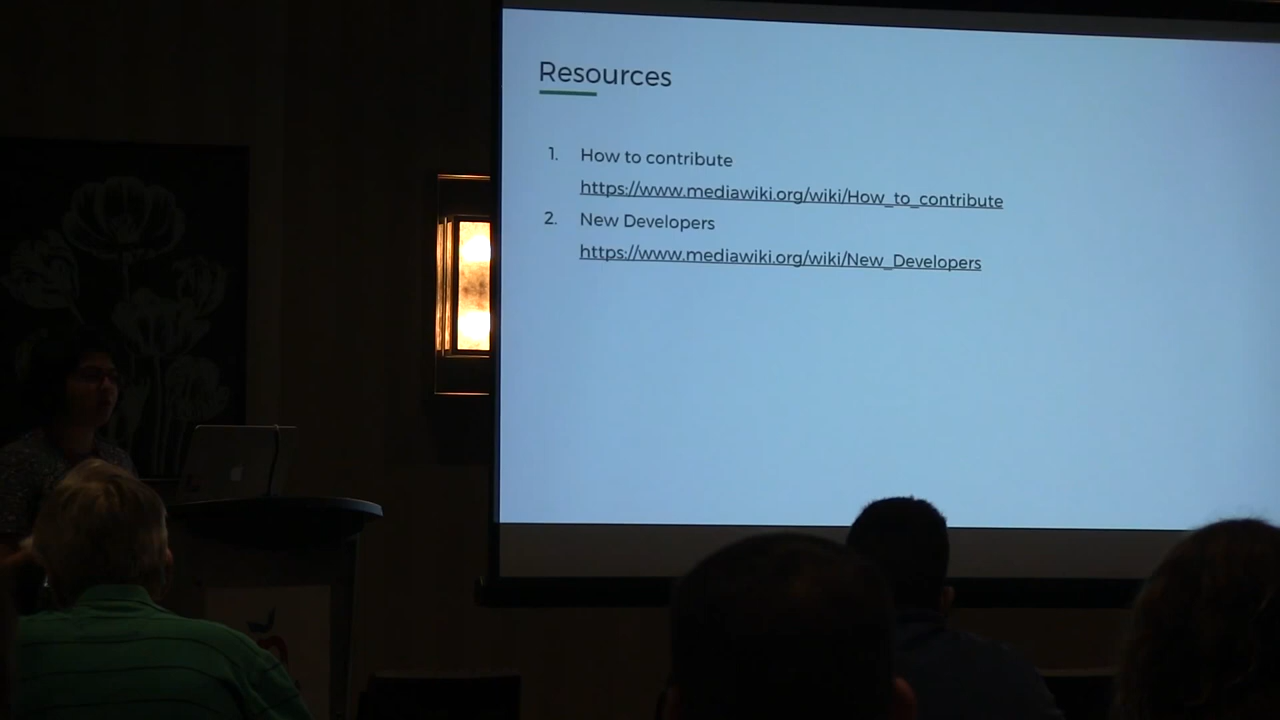 Resources
1. How to contribute
https://www.mediawiki.org/wiki/How_to_contribute
2. New Developers
https://www.mediawiki.org/wiki/New_Developers